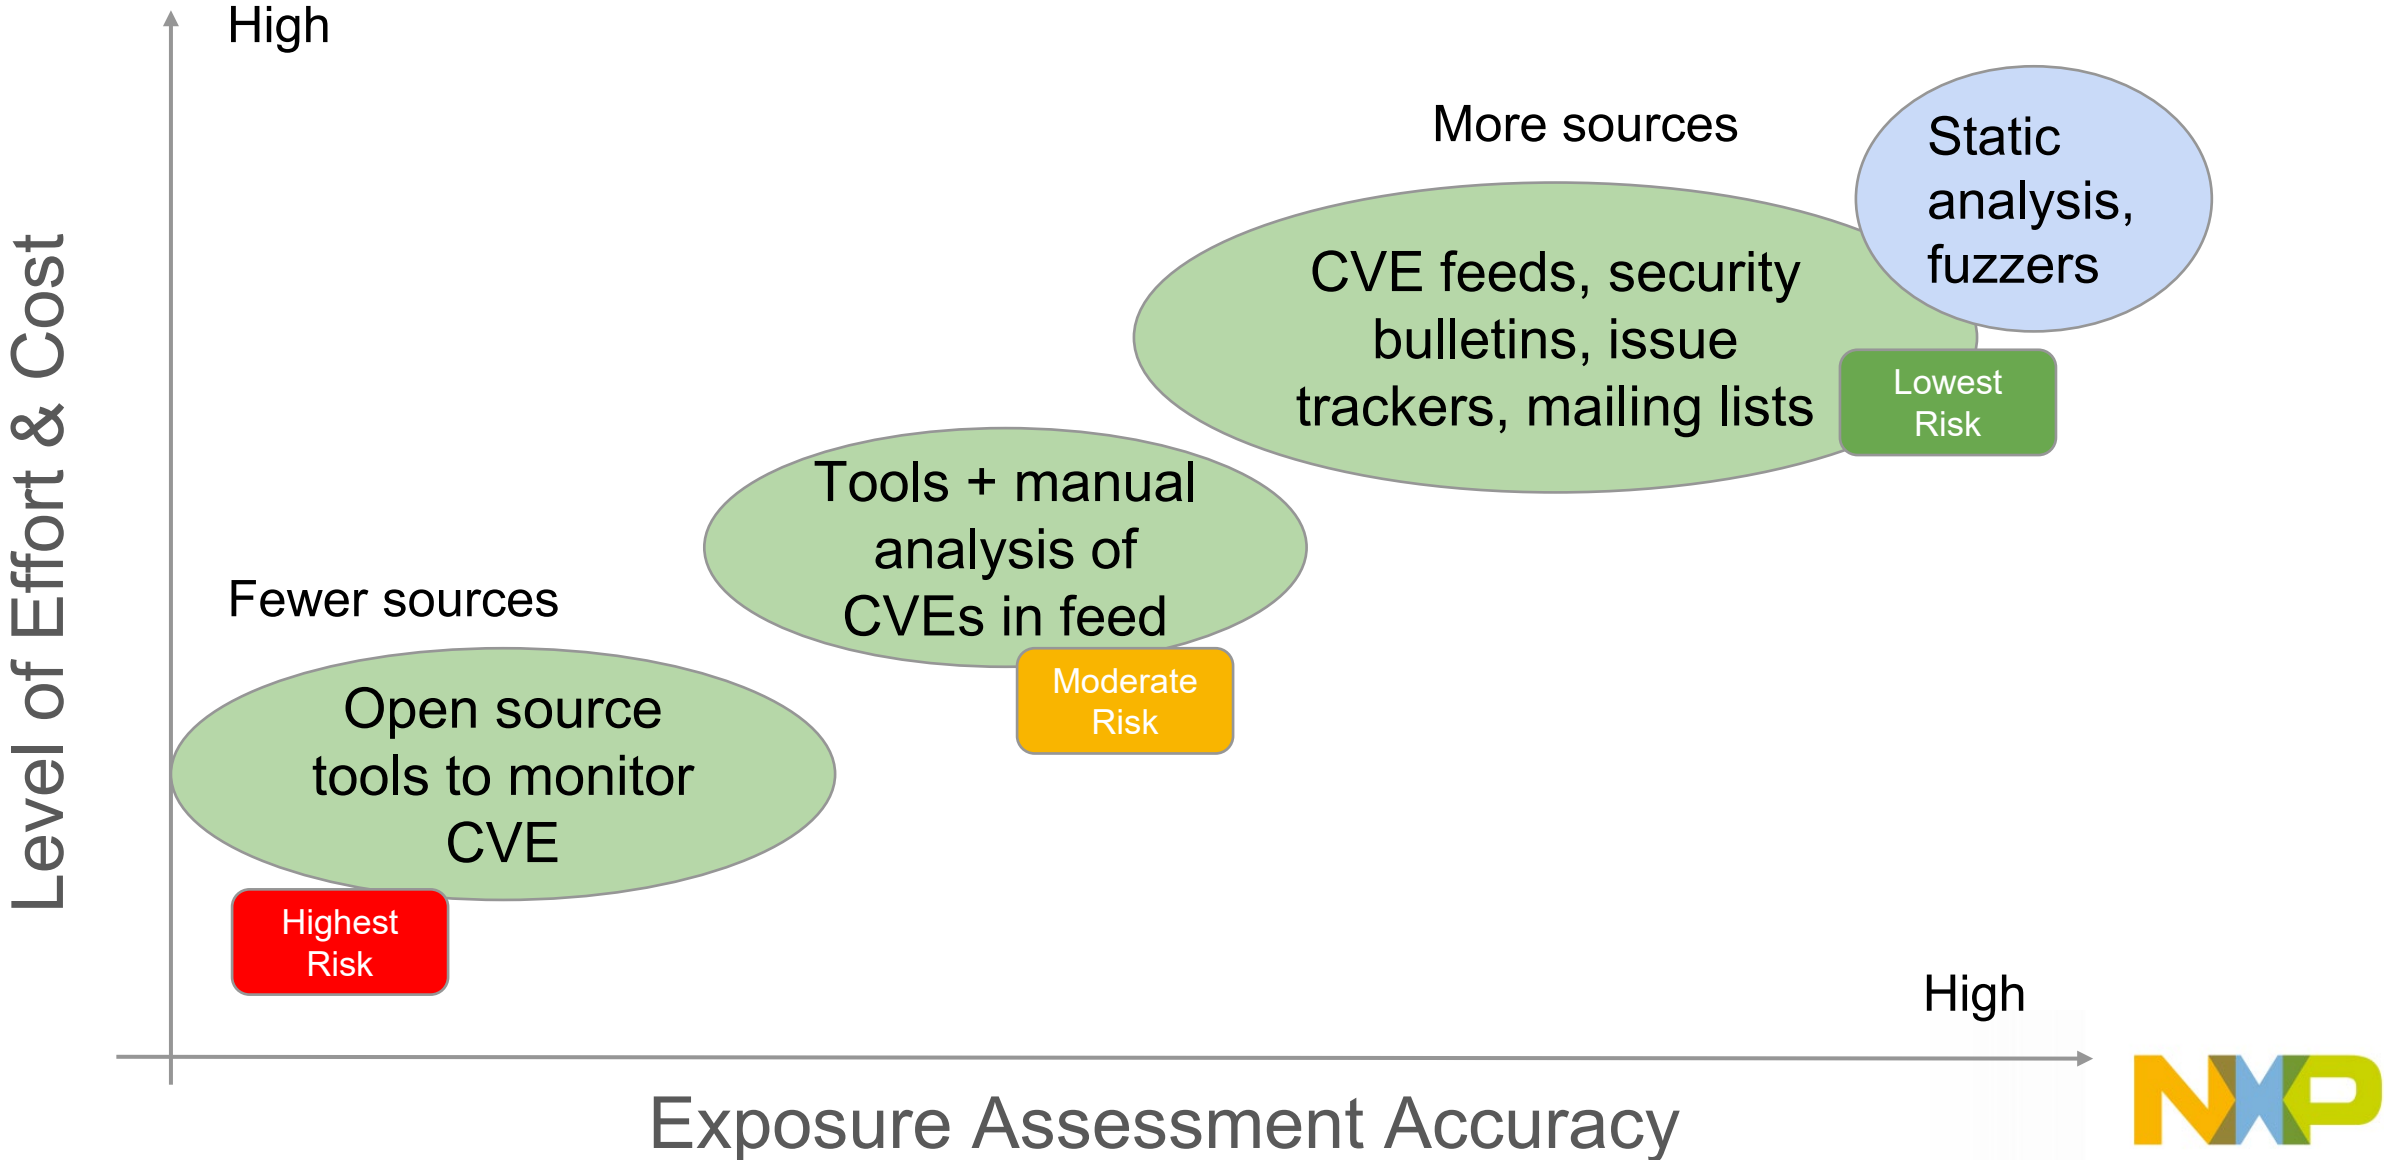 High
More sources
Static
analysis,
fuzzers
CVE feeds, security
bulletins, issue
trackers, mailing lists
Lowest
Risk
Tools + manual
analysis of
CVEs in feed
Moderate
Risk
Fewer sources
Open source
tools to monitor
CVE
Highest
Risk
Level of Effort & Cost
High
Exposure Assessment Accuracy
NXP